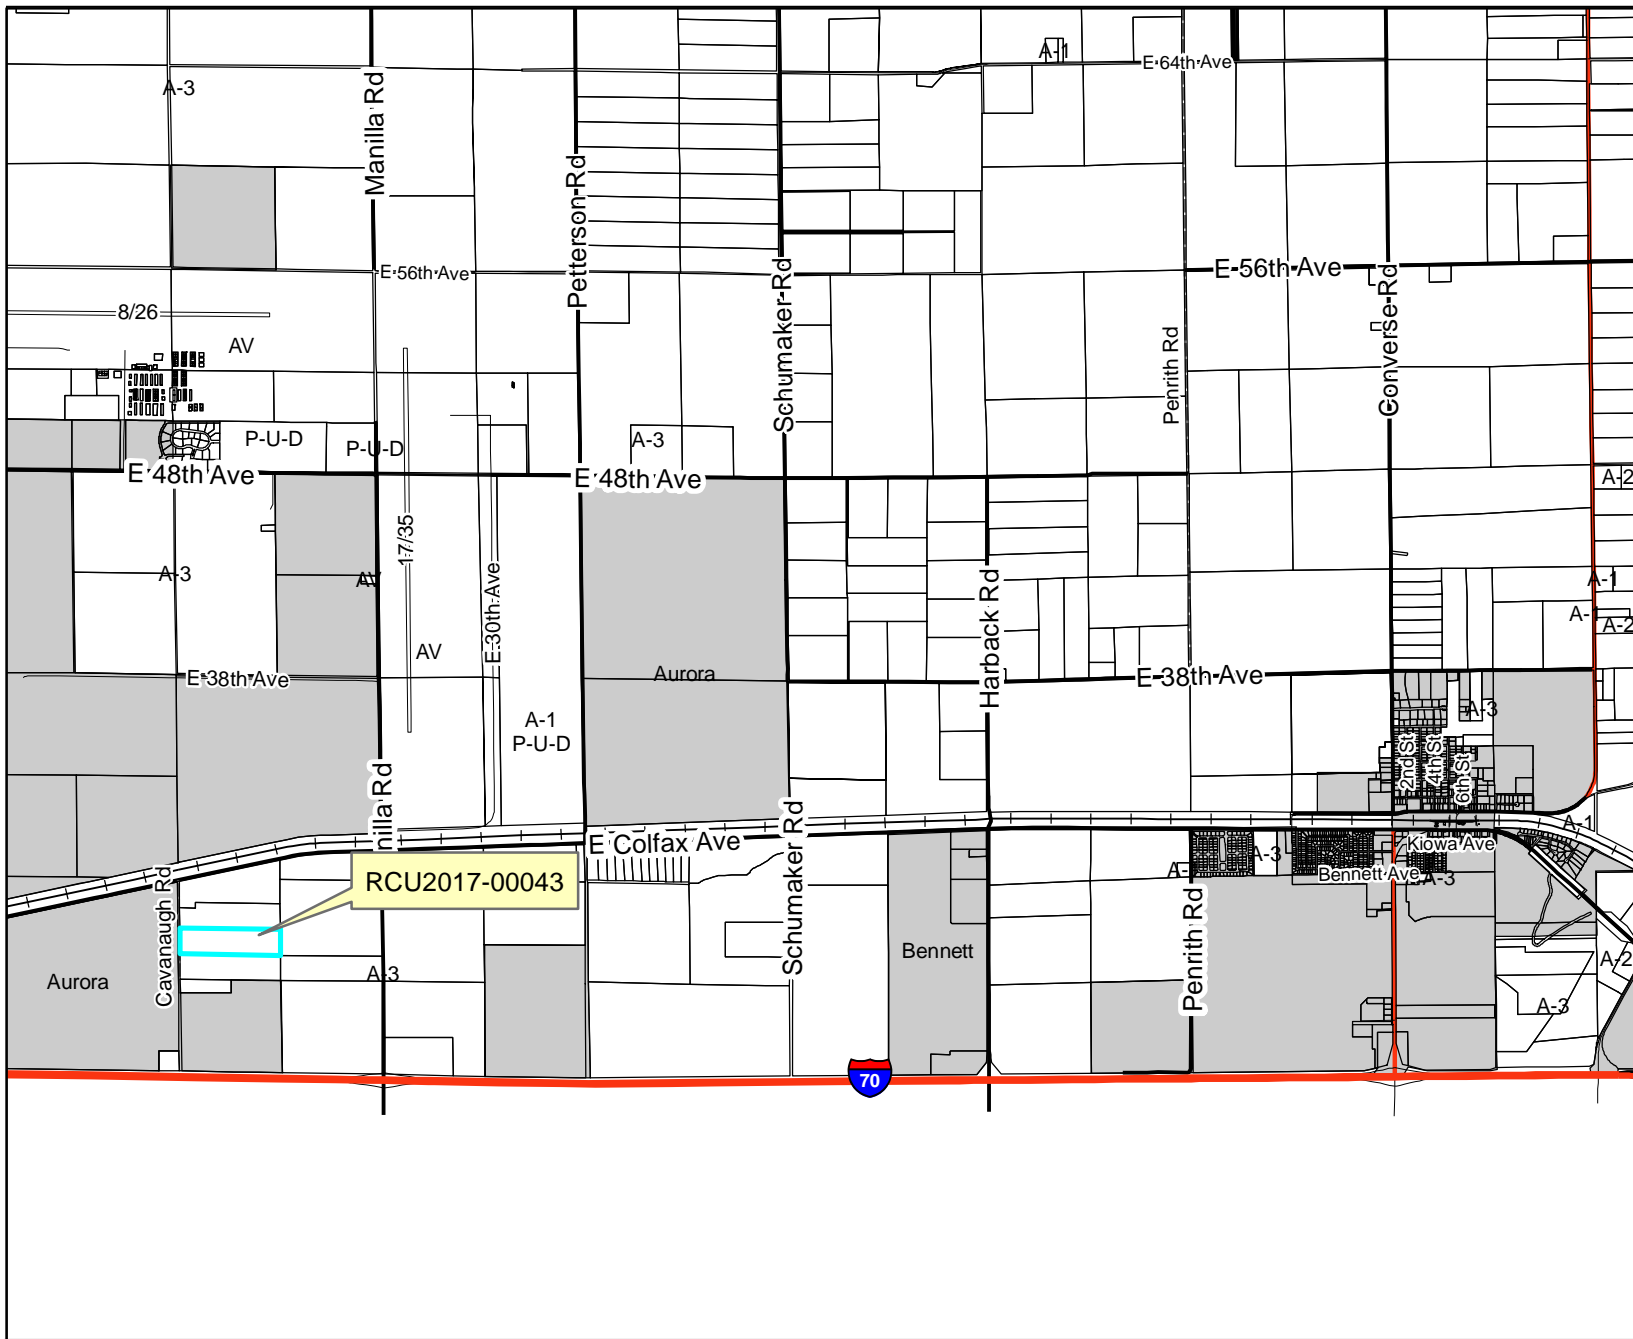 A-1
E 64th Ave
A-3
Manilla Rd
Petterson Rd
E 56th Ave
Schumaker Rd
E 56th Ave
Converse Rd
8/26
AV
Penrith Rd
P-U-D
P-U-D
A-3
E 48th Ave
E 48th Ave
A-2
17/35
A-3
AV
E 30th Ave
Harback Rd
A-1
A-1
A-2
AV
E 38th Ave
Aurora
E 38th Ave
A-3
A-1
P-U-D
2nd St
4th St
6th St
nilla Rd
Schumaker Rd
E Colfax Ave
A-1
Kiowa Ave
A-3
A-
Bennett Ave
A-3
RCU2017-00043
Cavanaugh Rd
Penrith Rd
Bennett
Aurora
A-3
A-2
A-3
70